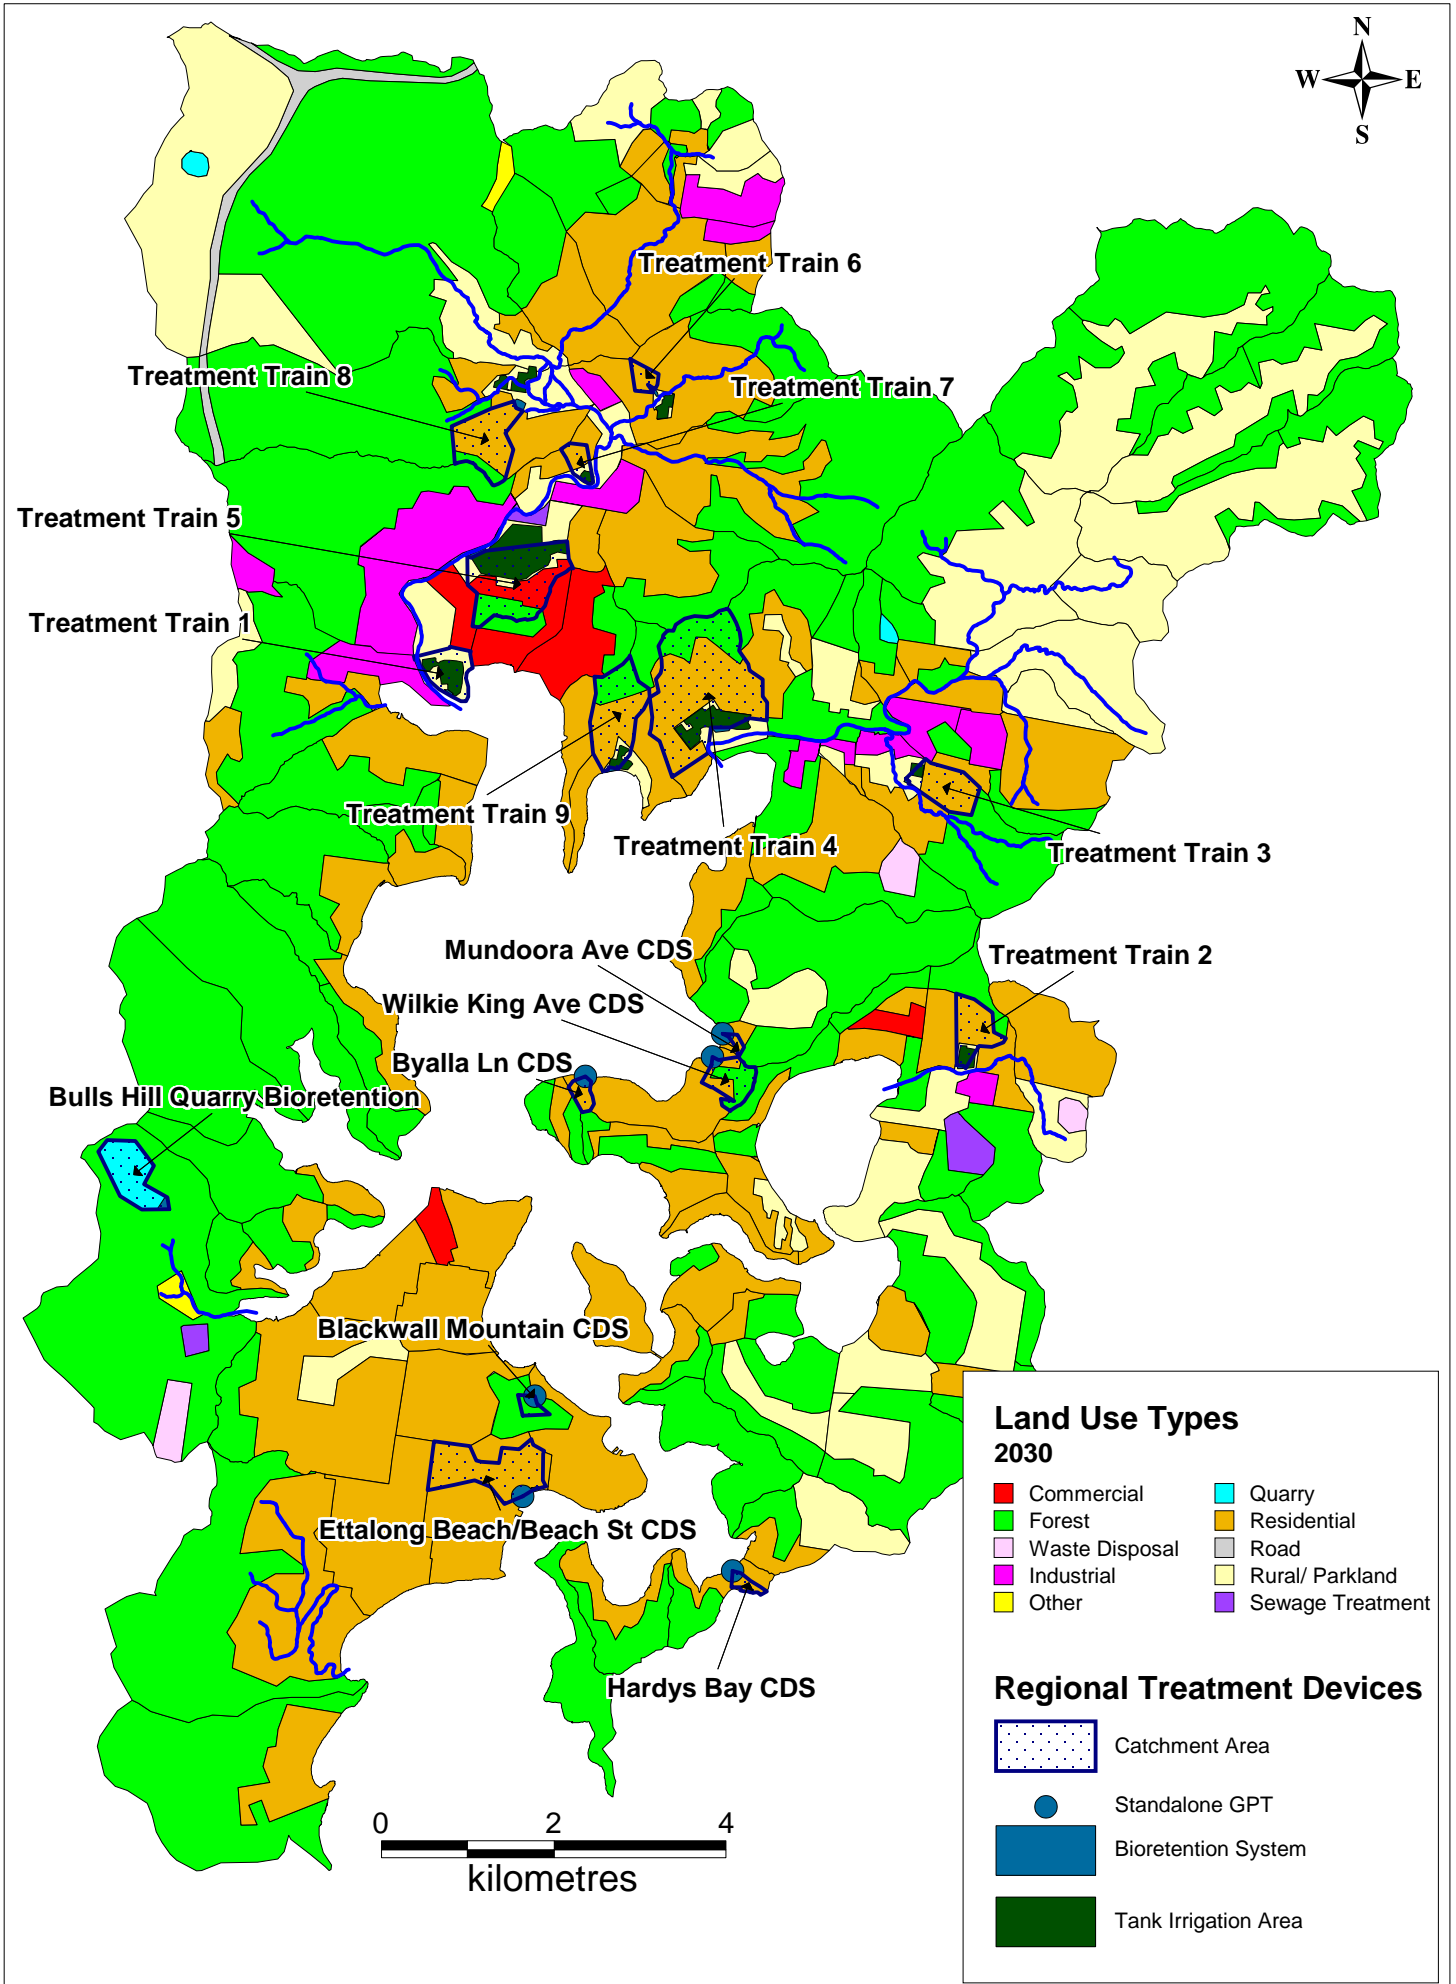 N
W E
S
Treatment Train 6
Treatment Train 8
Treatment Train 7
Treatment Train 5
Treatment Train 1
Treatment Train 9
Treatment Train 4
Treatment Train 3
Mundoora Ave CDS
Treatment Train 2
Wilkie King Ave CDS
Byalla Ln CDS
Bulls Hill Quarry Bioretention
Blackwall Mountain CDS
Ettalong Beach/Beach St CDS
Hardys Bay CDS
0 2 4
kilometres
Land Use Types
2030
Commercial
Forest
Waste Disposal
Industrial
Other
Quarry
Residential
Road
Rural/ Parkland
Sewage Treatment
Regional Treatment Devices
Catchment Area
Standalone GPT
Bioretention System
Tank Irrigation Area